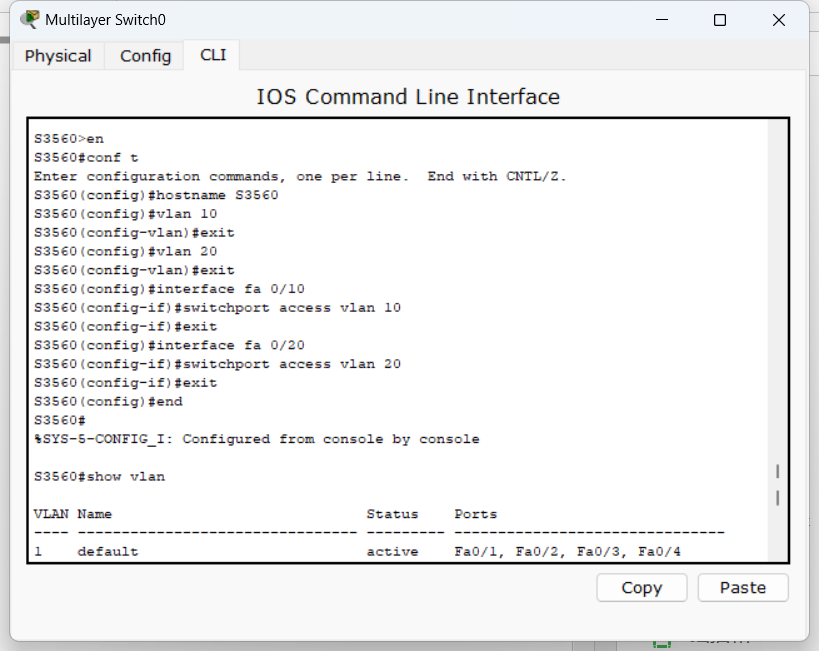 Multilayer Switch0
Physical Config CLI
IOS Command Line Interface
S3560>en
S3560#conf t
Enter configuration commands, one per line.  End with CNTL/Z.
S3560(config)#hostname S3560
S3560(config)#vlan 10
S3560(config-vlan)#exit
S3560(config)#vlan 20
S3560(config-vlan)#exit
S3560(config)#interface fa 0/10
S3560(config-if)#switchport access vlan 10
S3560(config-if)#exit
S3560(config)#interface fa 0/20
S3560(config-if)#switchport access vlan 20
S3560(config-if)#exit
S3560(config)#end
S3560#
%SYS-5-CONFIG_I: Configured from console by console
S3560#show vlan
VLAN Name                             Status    Ports
---- -------------------------------- --------- -------------------------------
1    default                          active    Fa0/1, Fa0/2, Fa0/3, Fa0/4
Copy Paste